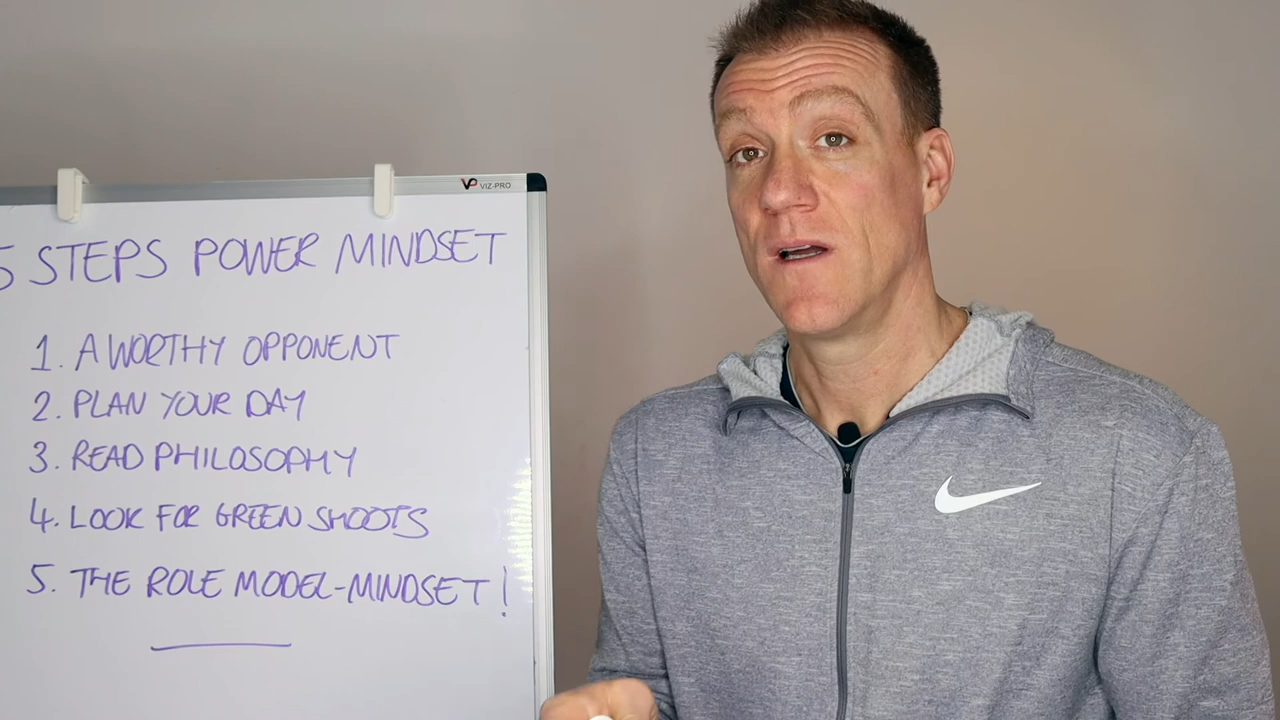 VP VIZ-PRO
5 STEPS POWER MINDSET
1. A WORTHY OPPONENT
2. PLAN YOUR DAY
3. READ PHILOSOPHY
4. LOOK FOR GREEN SHOOTS
5. THE ROLE MODEL-MINDSET!